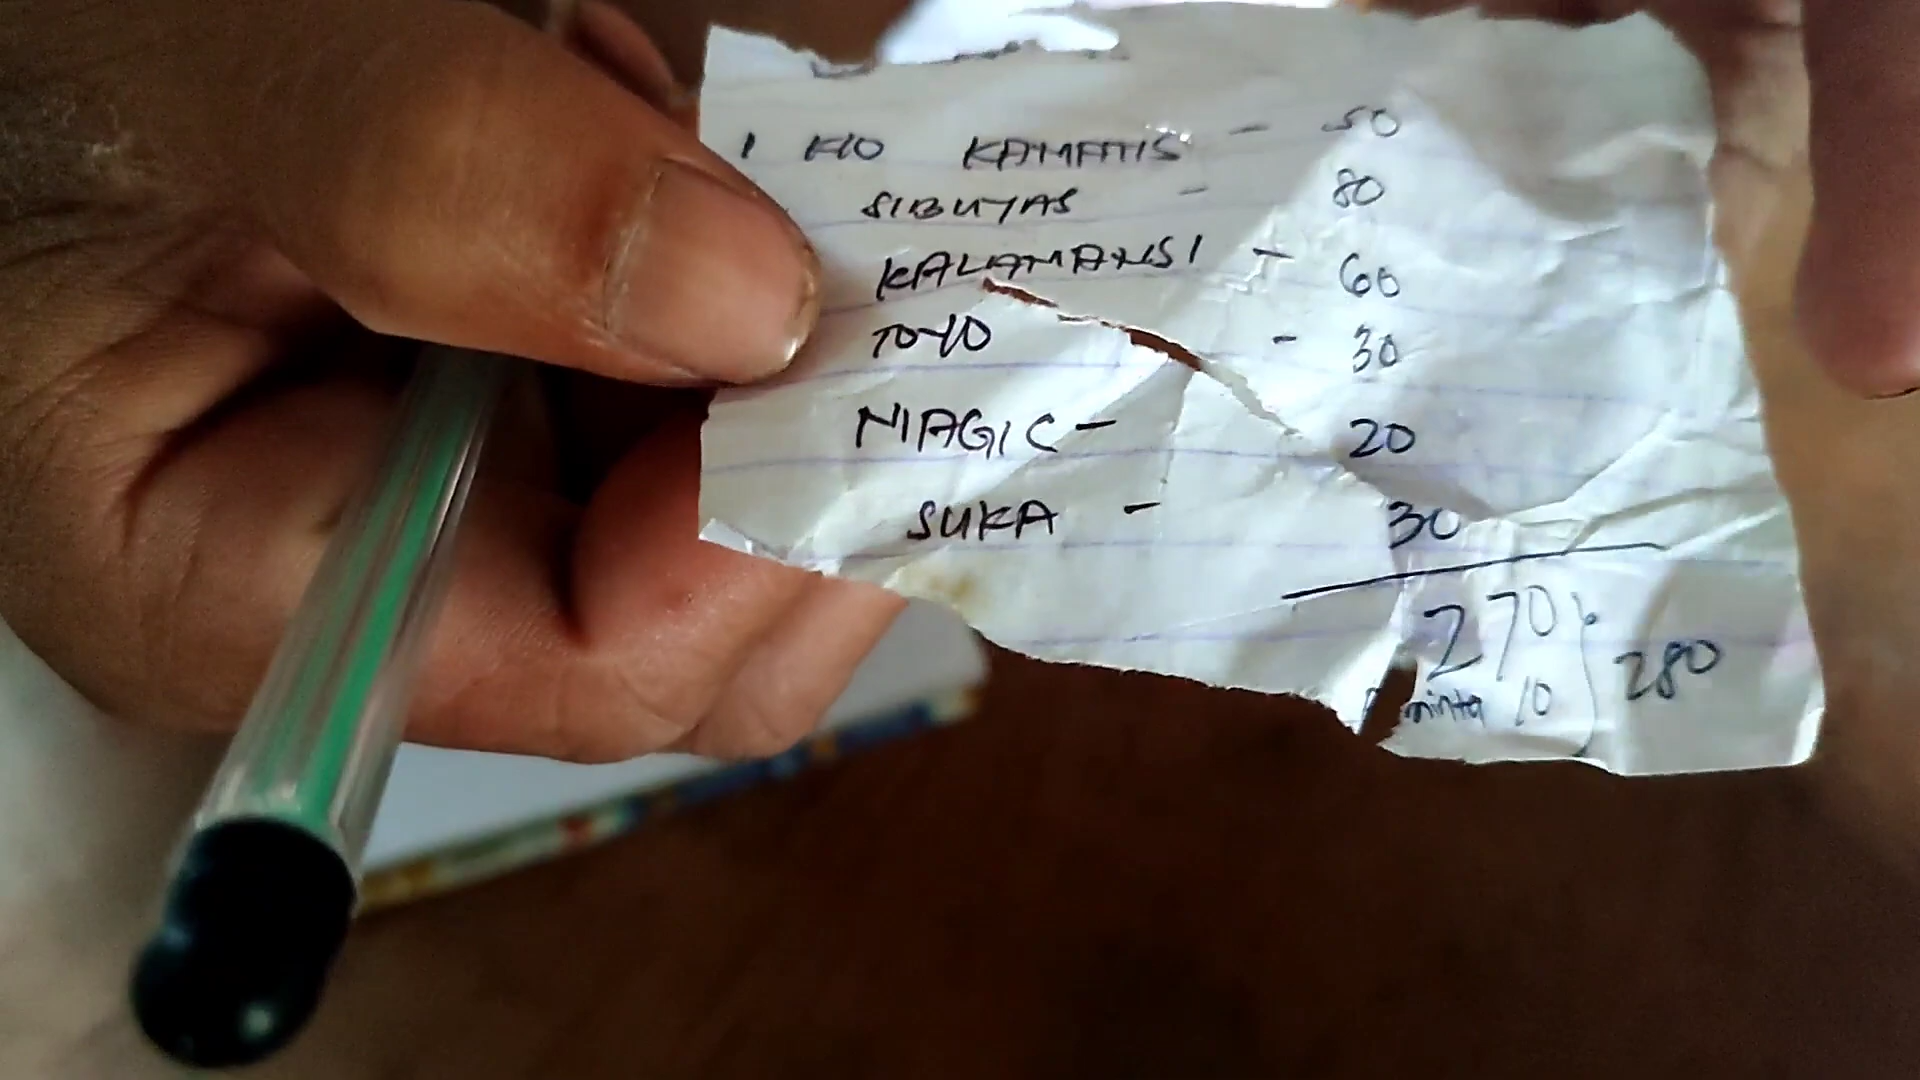 1 KILO KAMATIS - 50
SIBUYAS - 80
KALAMANSI - 60
TOYO - 30
MAGIC - 20
SUKA - 30
270
10
280